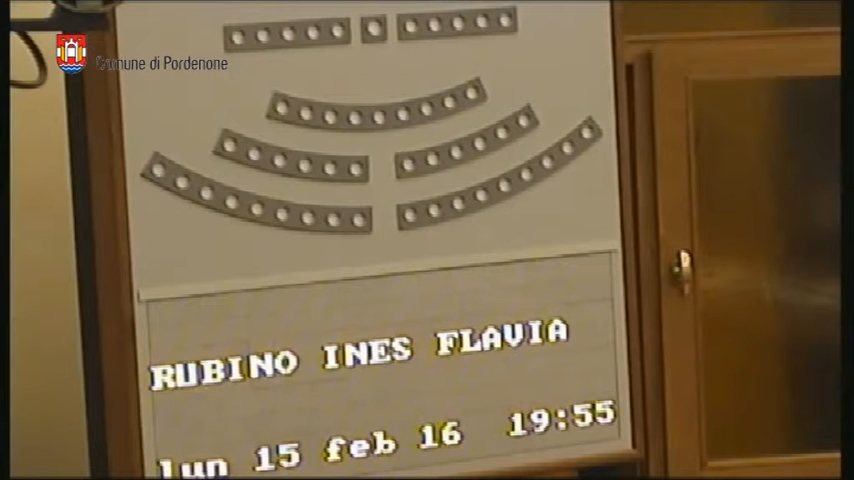 Comune di Pordenone
RUBINO INES FLAVIA
lun 15 feb 16 19:55